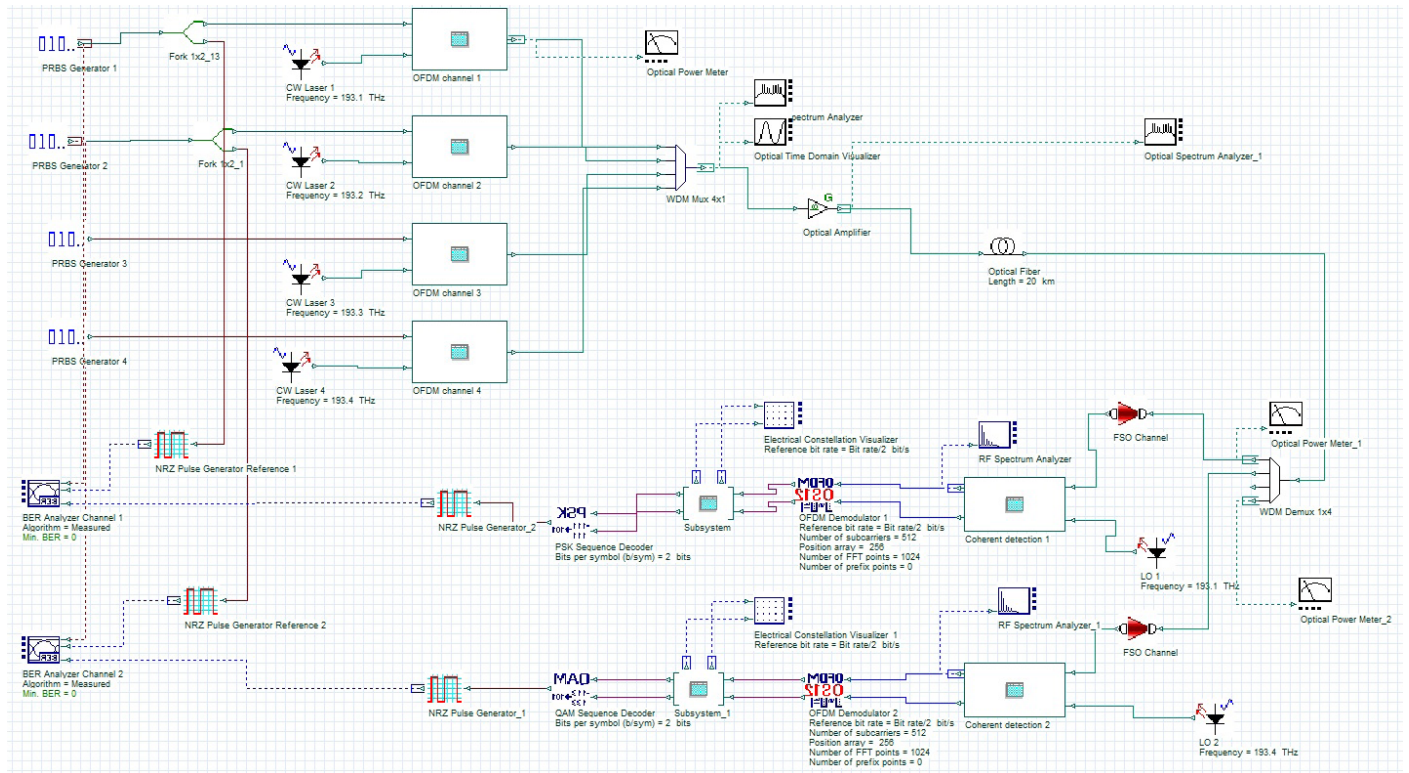 PRBS Generator 1
Fork 1x2_13
CW Laser 1
Frequency = 193.1 THz
OFDM channel 1
Optical Power Meter
pectrum Analyzer
PRBS Generator 2
Fork 1x2_1
CW Laser 2
Frequency = 193.2 THz
OFDM channel 2
Optical Time Domain Visualizer
Optical Spectrum Analyzer_1
WDM Mux 4x1
G
Optical Amplifier
PRBS Generator 3
CW Laser 3
Frequency = 193.3 THz
OFDM channel 3
Optical Fiber
Length = 20 km
PRBS Generator 4
CW Laser 4
Frequency = 193.4 THz
OFDM channel 4
NRZ Pulse Generator Reference 1
Electrical Constellation Visualizer
Reference bit rate = Bit rate/2 bit/s
RF Spectrum Analyzer
FSO Channel
Optical Power Meter_1
WDM Demux 1x4
BER Analyzer Channel 1
Algorithm = Measured
Min. BER = 0
NRZ Pulse Generator_2
PSK
PSK Sequence Decoder
Bits per symbol (b/sym) = 2 bits
Subsystem
OFDM
OFDM Demodulator 1
Reference bit rate = Bit rate/2 bit/s
Number of subcarriers = 512
Position array = 256
Number of FFT points = 1024
Number of prefix points = 0
Coherent detection 1
LO 1
Frequency = 193.1 THz
NRZ Pulse Generator Reference 2
Electrical Constellation Visualizer 1
Reference bit rate = Bit rate/2 bit/s
RF Spectrum Analyzer_1
FSO Channel
Optical Power Meter_2
BER Analyzer Channel 2
Algorithm = Measured
Min. BER = 0
NRZ Pulse Generator_1
QAM
QAM Sequence Decoder
Bits per symbol (b/sym) = 2 bits
Subsystem_1
OFDM
OFDM Demodulator 2
Reference bit rate = Bit rate/2 bit/s
Number of subcarriers = 512
Position array = 256
Number of FFT points = 1024
Number of prefix points = 0
Coherent detection 2
LO 2
Frequency = 193.4 THz